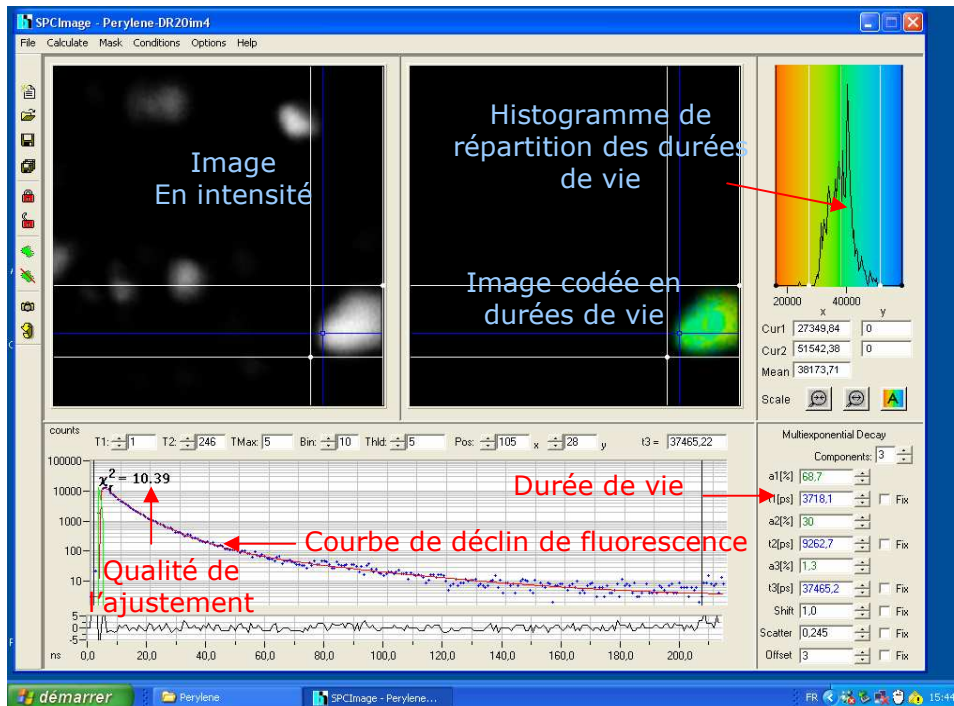 SPCImage - Perylene-DR20im4
File Calculate Mask Conditions Options Help
Image
En intensité
Histogramme de
répartition des durées
de vie
Image codée en
durées de vie
20000 40000
x y
Cur1 27349,84 0
Cur2 51542,38 0
Mean 38173,71
Scale A
counts
T1: 1 T2: 246 TMax: 5 Bin: 10 Thld: 5 Pos: 105 x 28 y t3 = 37465,22
100000
10000
1000
100
10
χ² = 10.39
Durée de vie
Courbe de déclin de fluorescence
Qualité de
l'ajustement
5
0
-5
ns 0,0 20,0 40,0 60,0 80,0 100,0 120,0 140,0 160,0 180,0 200,0
Multiexponential Decay
Components: 3
a1[%] 68,7
t1[ps] 3718,1 Fix
a2[%] 30
t2[ps] 9262,7 Fix
a3[%] 1,3
t3[ps] 37465,2 Fix
Shift 1,0 Fix
Scatter 0,245 Fix
Offset 3 Fix
démarrer Perylene SPCImage - Perylene... FR 15:44